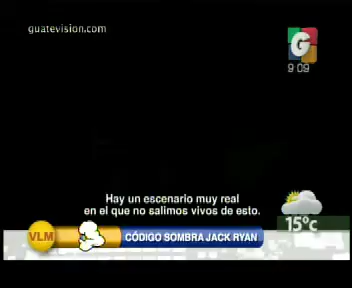 guatevision.com
G
9:09
Hay un escenario muy real
en el que no salimos vivos de esto.
VLM
CÓDIGO SOMBRA JACK RYAN
15°c